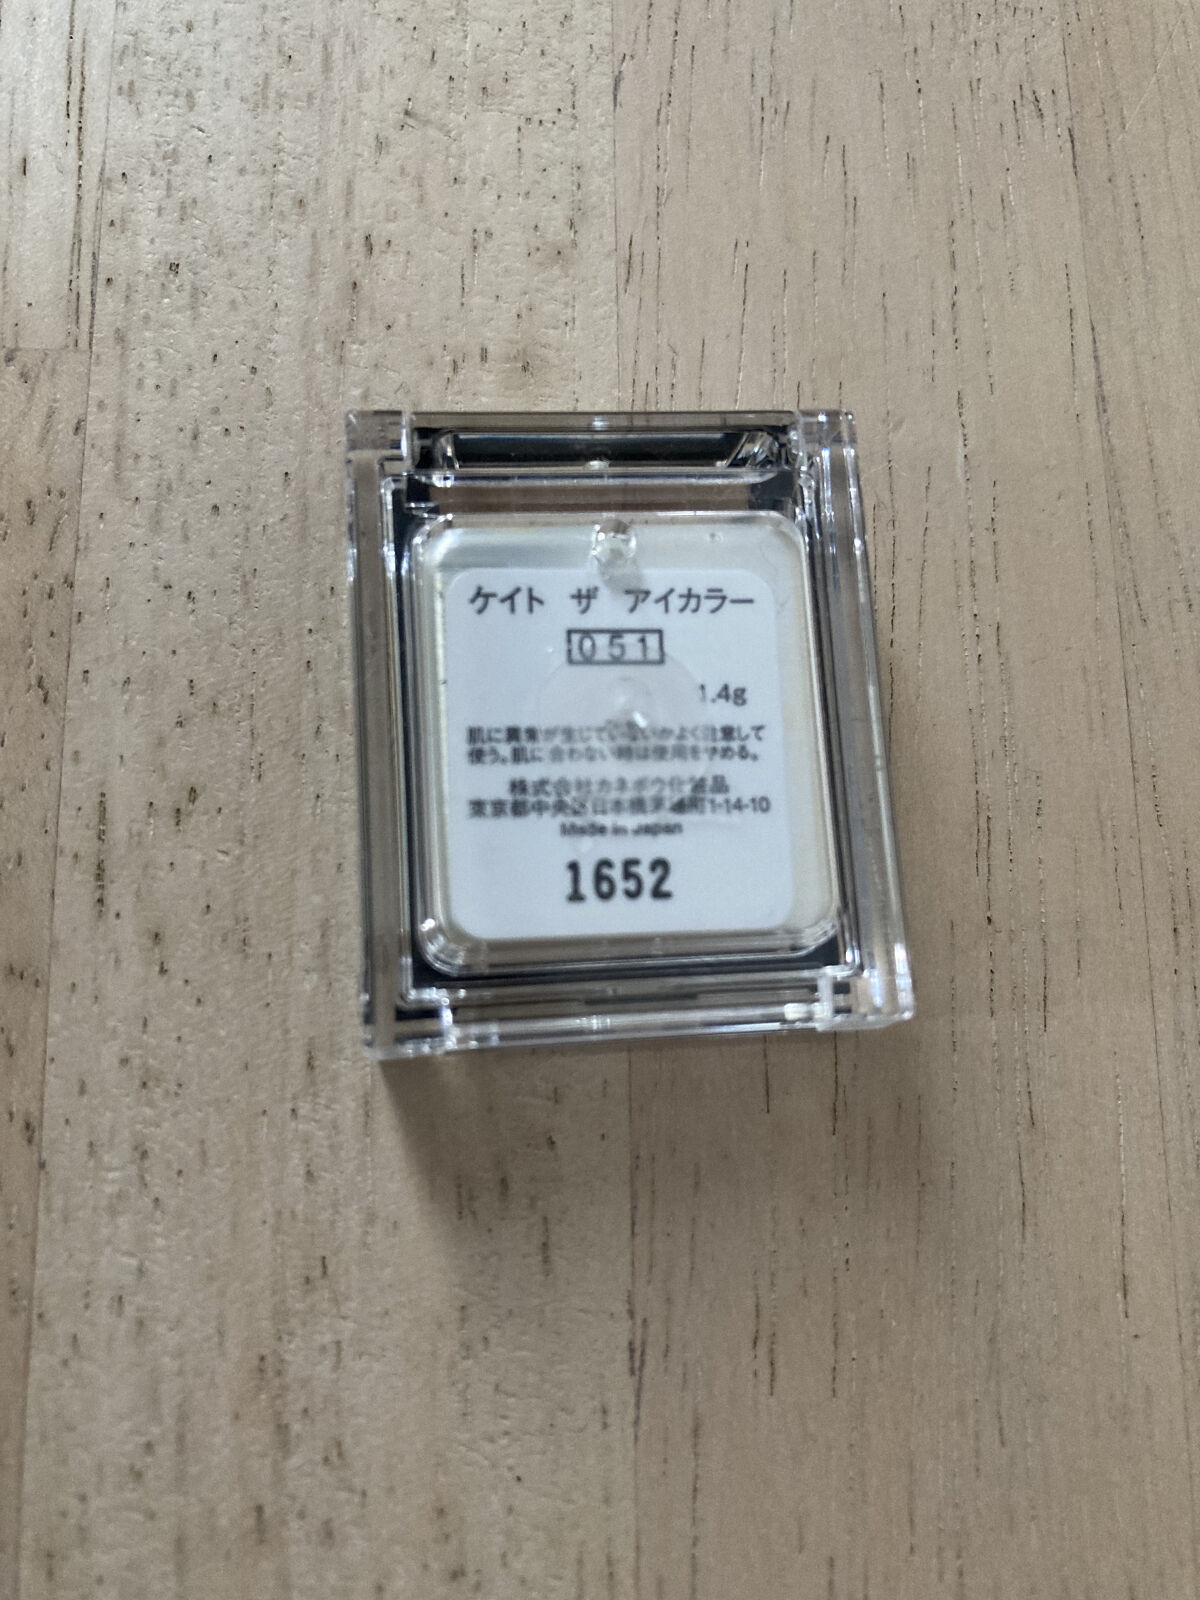 ケイト ザ アイカラー
051
1.4g
肌に異常が生じていないかよく注意して
使う。肌に合わない時は使用をやめる。
株式会社カネボウ化粧品
東京都中央区日本橋茅場町1-14-10
Made in Japan
1652